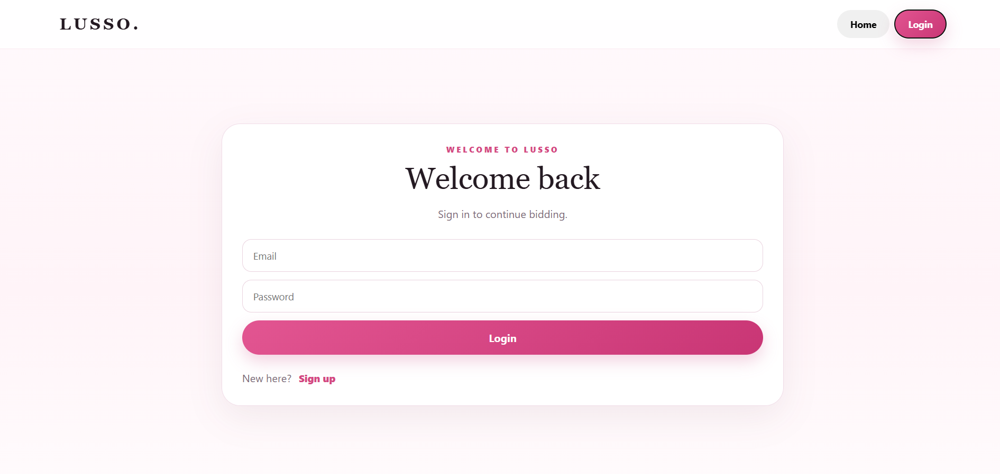 LUSSO.
Home
Login
WELCOME TO LUSSO
Welcome back
Sign in to continue bidding.
Email
Password
Login
New here? Sign up